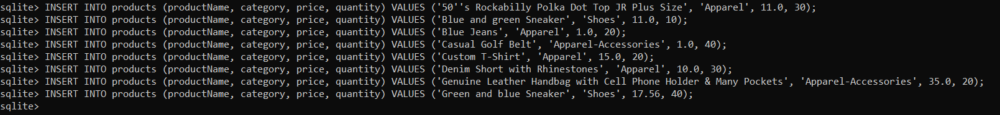 sqlite> INSERT INTO products (productName, category, price, quantity) VALUES ('50''s Rockabilly Polka Dot Top JR Plus Size', 'Apparel', 11.0, 30);
sqlite> INSERT INTO products (productName, category, price, quantity) VALUES ('Blue and green Sneaker', 'Shoes', 11.0, 10);
sqlite> INSERT INTO products (productName, category, price, quantity) VALUES ('Blue Jeans', 'Apparel', 1.0, 20);
sqlite> INSERT INTO products (productName, category, price, quantity) VALUES ('Casual Golf Belt', 'Apparel-Accessories', 1.0, 40);
sqlite> INSERT INTO products (productName, category, price, quantity) VALUES ('Custom T-Shirt', 'Apparel', 15.0, 20);
sqlite> INSERT INTO products (productName, category, price, quantity) VALUES ('Denim Short with Rhinestones', 'Apparel', 10.0, 30);
sqlite> INSERT INTO products (productName, category, price, quantity) VALUES ('Genuine Leather Handbag with Cell Phone Holder & Many Pockets', 'Apparel-Accessories', 35.0, 20);
sqlite> INSERT INTO products (productName, category, price, quantity) VALUES ('Green and blue Sneaker', 'Shoes', 17.56, 40);
sqlite>